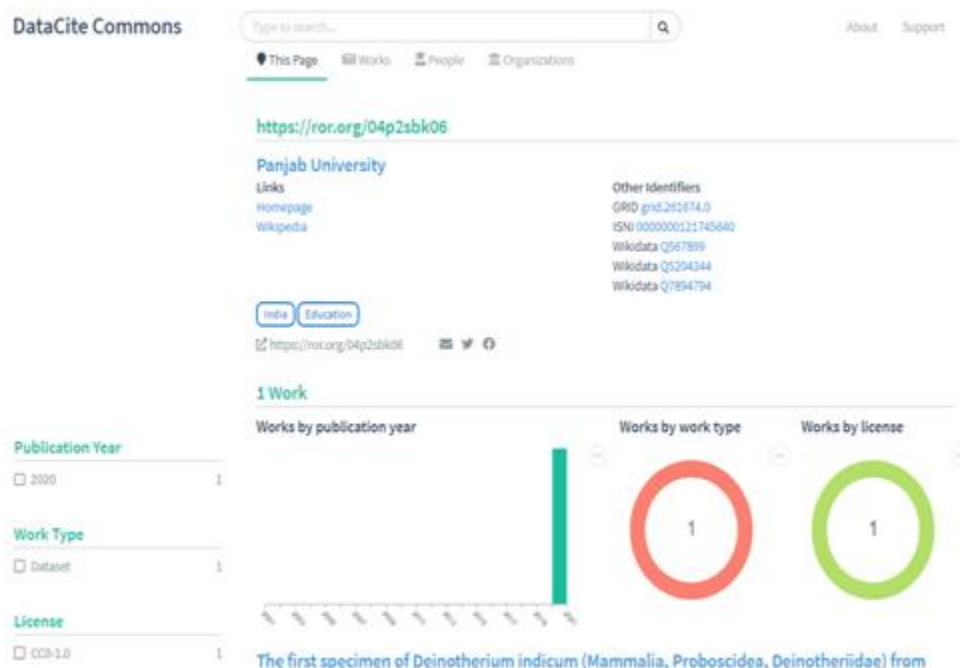 DataCite Commons
Type to search...
About Support
This Page Works People Organizations
https://ror.org/04p2sbk06
Panjab University
Links
Homepage
Wikipedia
Other Identifiers
GRID grid.261674.0
ISNI 0000000121745640
Wikidata Q567899
Wikidata Q5204344
Wikidata Q7894794
India Education
https://ror.org/04p2sbk06
1 Work
Publication Year
2020 1
Work Type
Dataset 1
License
CC0-1.0 1
Works by publication year
Works by work type
1
Works by license
1
The first specimen of Deinotherium indicum (Mammalia, Proboscidea, Deinotheriidae) from